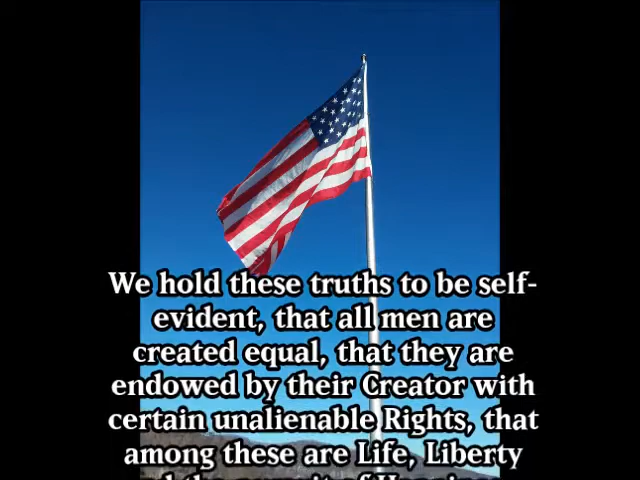 We hold these truths to be self-
evident, that all men are
created equal, that they are
endowed by their Creator with
certain unalienable Rights, that
among these are Life, Liberty